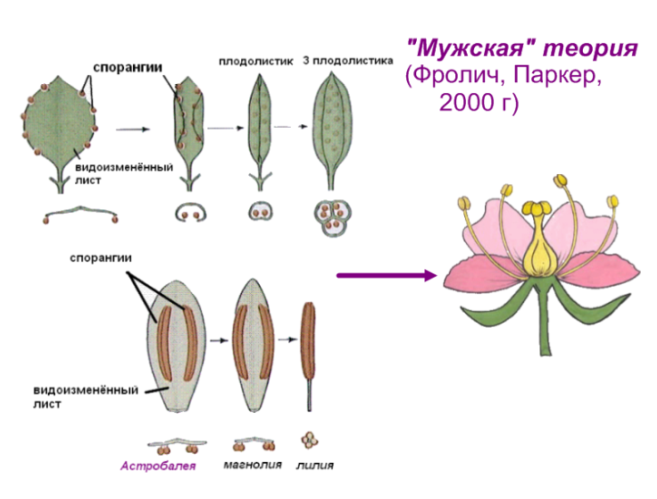 "Мужская" теория
(Фролич, Паркер,
2000 г)
спорангии
плодолистик
3 плодолистика
видоизменённый
лист
спорангии
видоизменённый
лист
Астробалея
магнолия
лилия